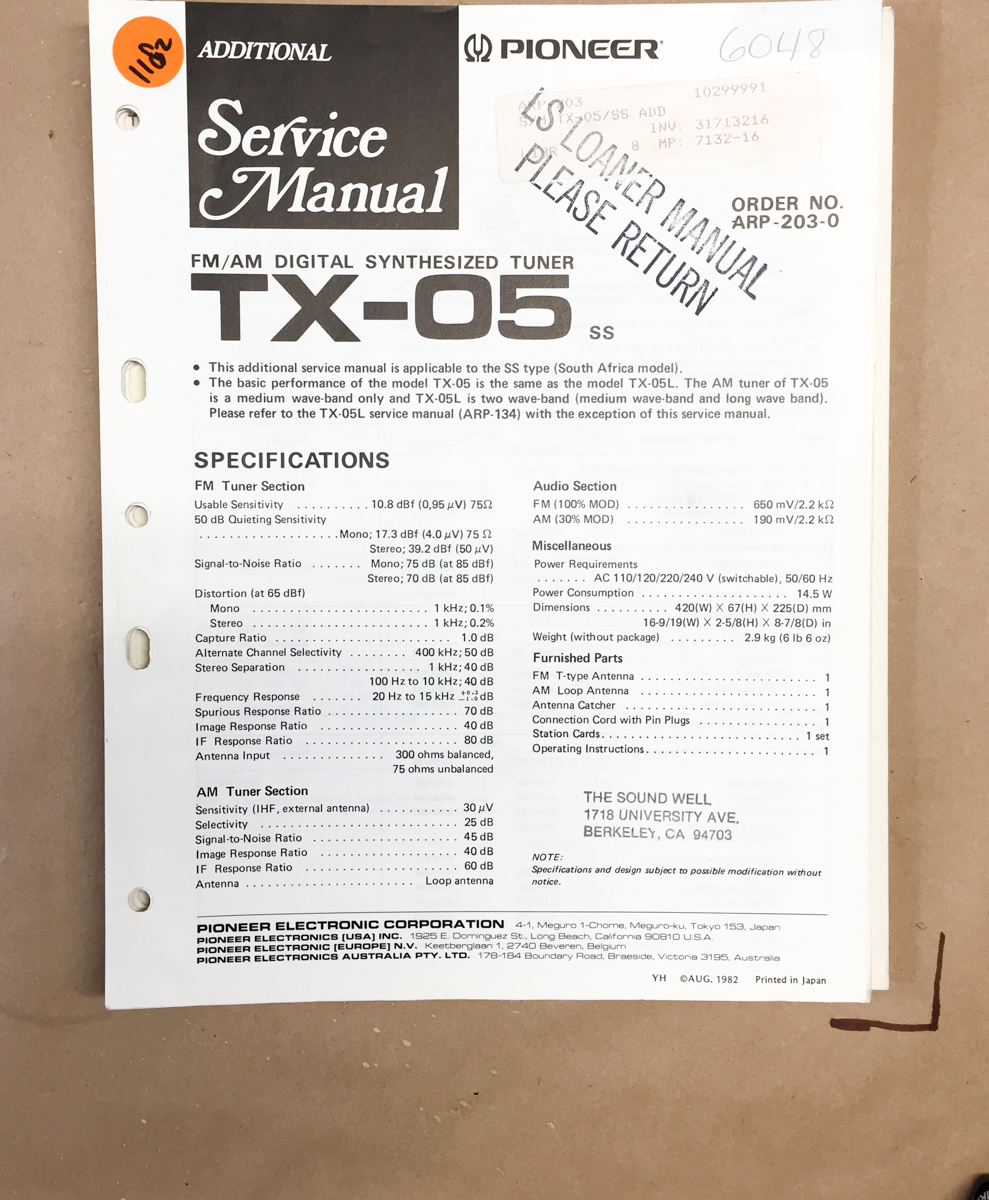 1182
ADDITIONAL
Service
Manual
PIONEER
6048
10299991
TX-05/SS ADD
INV: 31713216
8 MP: 7132-16
LS LOANER MANUAL
PLEASE RETURN
ORDER NO.
ARP-203-0
FM/AM DIGITAL SYNTHESIZED TUNER
TX-05 SS
● This additional service manual is applicable to the SS type (South Africa model).
● The basic performance of the model TX-05 is the same as the model TX-05L. The AM tuner of TX-05
is a medium wave-band only and TX-05L is two wave-band (medium wave-band and long wave band).
Please refer to the TX-05L service manual (ARP-134) with the exception of this service manual.
SPECIFICATIONS
FM Tuner Section
Usable Sensitivity . . . . . . . . . . 10.8 dBf (0,95 μV) 75Ω
50 dB Quieting Sensitivity
. . . . . . . . . . . . . . . . . . . Mono; 17.3 dBf (4.0 μV) 75 Ω
Stereo; 39.2 dBf (50 μV)
Signal-to-Noise Ratio . . . . . . . Mono; 75 dB (at 85 dBf)
Stereo; 70 dB (at 85 dBf)
Distortion (at 65 dBf)
Mono . . . . . . . . . . . . . . . . . . . . . . . . . 1 kHz; 0.1%
Stereo . . . . . . . . . . . . . . . . . . . . . . . . . 1 kHz; 0.2%
Capture Ratio . . . . . . . . . . . . . . . . . . . . . . . . . . 1.0 dB
Alternate Channel Selectivity . . . . . . . . 400 kHz; 50 dB
Stereo Separation . . . . . . . . . . . . . . . . . 1 kHz; 40 dB
100 Hz to 10 kHz; 40 dB
Frequency Response . . . . . . . 20 Hz to 15 kHz +0.2 −1.0 dB
Spurious Response Ratio . . . . . . . . . . . . . . . . . . . 70 dB
Image Response Ratio . . . . . . . . . . . . . . . . . . . . . 40 dB
IF Response Ratio . . . . . . . . . . . . . . . . . . . . . . 80 dB
Antenna Input . . . . . . . . . . . . . . . 300 ohms balanced,
75 ohms unbalanced
AM Tuner Section
Sensitivity (IHF, external antenna) . . . . . . . . . . . 30 μV
Selectivity . . . . . . . . . . . . . . . . . . . . . . . . . . . . . 25 dB
Signal-to-Noise Ratio . . . . . . . . . . . . . . . . . . . . . 45 dB
Image Response Ratio . . . . . . . . . . . . . . . . . . . . . 40 dB
IF Response Ratio . . . . . . . . . . . . . . . . . . . . . . . 60 dB
Antenna . . . . . . . . . . . . . . . . . . . . . . . . Loop antenna
Audio Section
FM (100% MOD) . . . . . . . . . . . . . . . . . 650 mV/2.2 kΩ
AM (30% MOD) . . . . . . . . . . . . . . . . . 190 mV/2.2 kΩ
Miscellaneous
Power Requirements
. . . . . . . AC 110/120/220/240 V (switchable), 50/60 Hz
Power Consumption . . . . . . . . . . . . . . . . . . . . . 14.5 W
Dimensions . . . . . . . . . . 420(W) X 67(H) X 225(D) mm
16-9/19(W) X 2-5/8(H) X 8-7/8(D) in
Weight (without package) . . . . . . . . . 2.9 kg (6 lb 6 oz)
Furnished Parts
FM T-type Antenna . . . . . . . . . . . . . . . . . . . . . . . . . 1
AM Loop Antenna . . . . . . . . . . . . . . . . . . . . . . . . . 1
Antenna Catcher . . . . . . . . . . . . . . . . . . . . . . . . . . . 1
Connection Cord with Pin Plugs . . . . . . . . . . . . . . . . 1
Station Cards . . . . . . . . . . . . . . . . . . . . . . . . . . . 1 set
Operating Instructions . . . . . . . . . . . . . . . . . . . . . . . 1
THE SOUND WELL
1718 UNIVERSITY AVE.
BERKELEY, CA 94703
NOTE:
Specifications and design subject to possible modification without
notice.
PIONEER ELECTRONIC CORPORATION 4-1, Meguro 1-Chome, Meguro-ku, Tokyo 153, Japan
PIONEER ELECTRONICS [USA] INC. 1925 E. Dominguez St., Long Beach, California 90810 U.S.A.
PIONEER ELECTRONIC [EUROPE] N.V. Keetberglaan 1, 2740 Beveren, Belgium
PIONEER ELECTRONICS AUSTRALIA PTY. LTD. 178-184 Boundary Road, Braeside, Victoria 3195, Australia
YH ©AUG. 1982 Printed in Japan